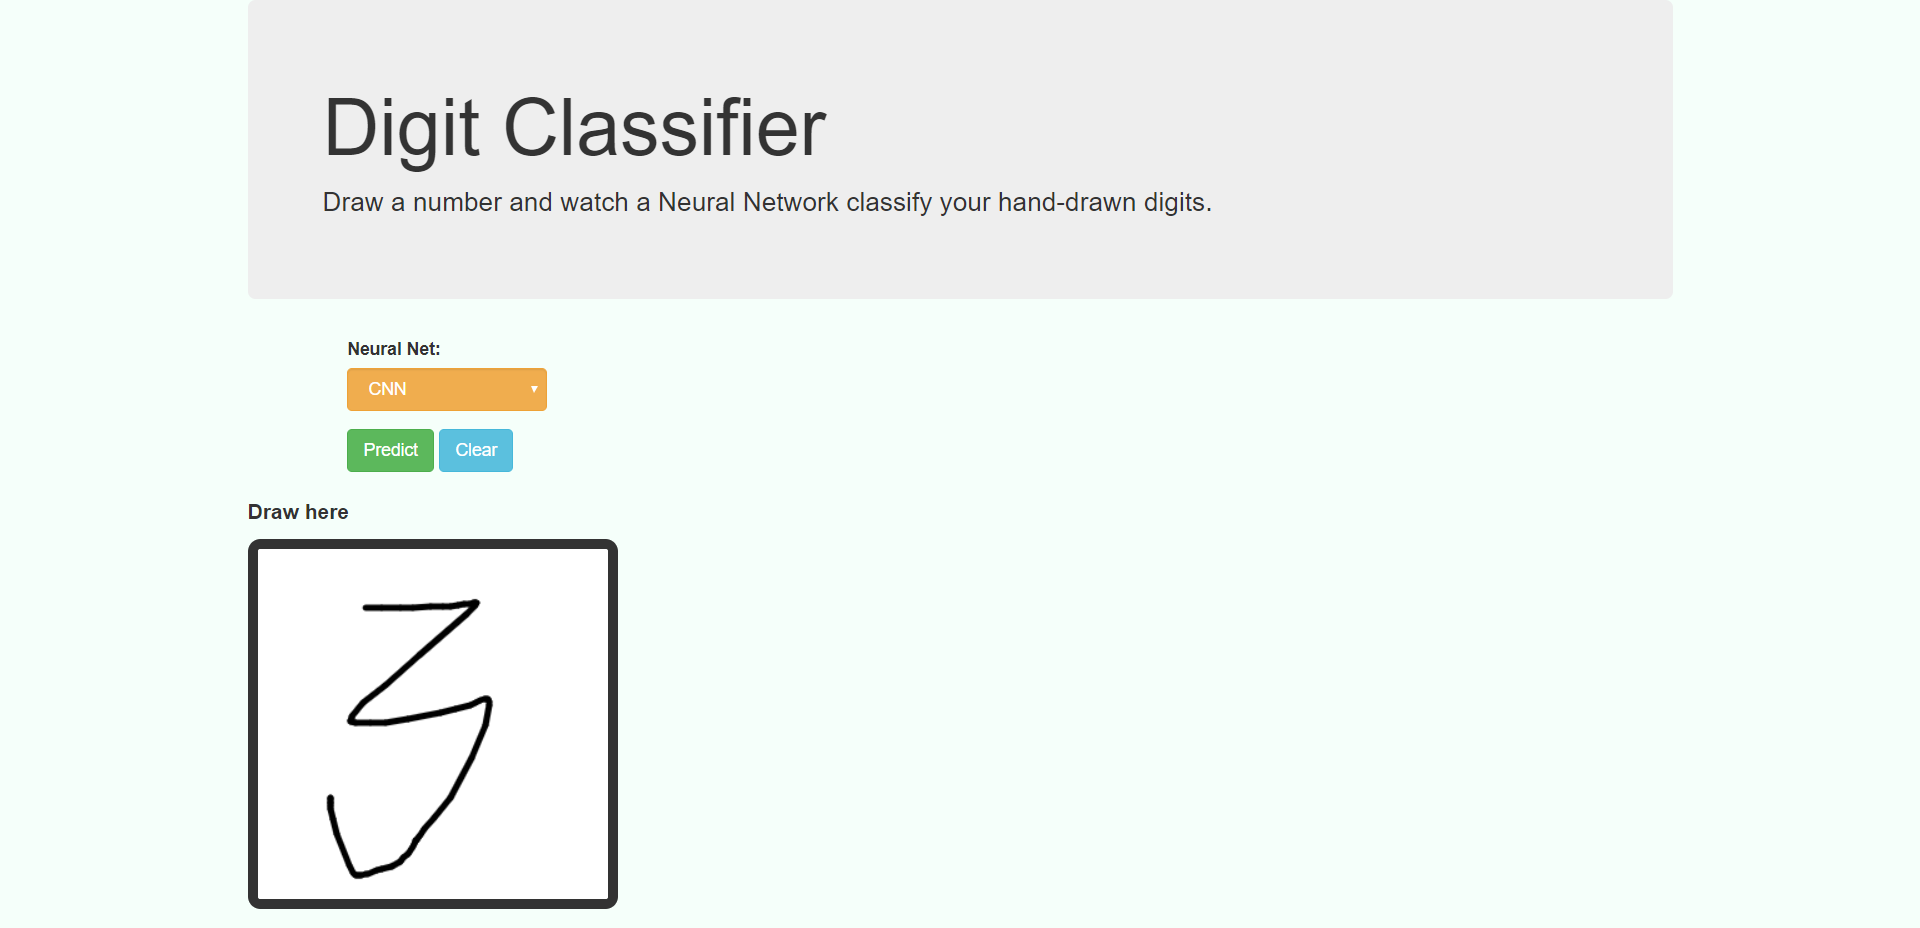 Digit Classifier
Draw a number and watch a Neural Network classify your hand-drawn digits.
Neural Net:
CNN
Predict Clear
Draw here
3